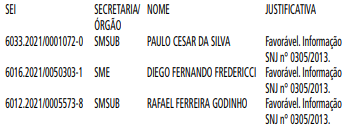 SEI SECRETARIA/ NOME JUSTIFICATIVA
ÓRGÃO
6033.2021/0001072-0 SMSUB PAULO CESAR DA SILVA Favorável. Informação
SNJ nº 0305/2013.
6016.2021/0050303-1 SME DIEGO FERNANDO FREDERICCI Favorável. Informação
SNJ nº 0305/2013.
6012.2021/0005573-8 SMSUB RAFAEL FERREIRA GODINHO Favorável. Informação
SNJ nº 0305/2013.